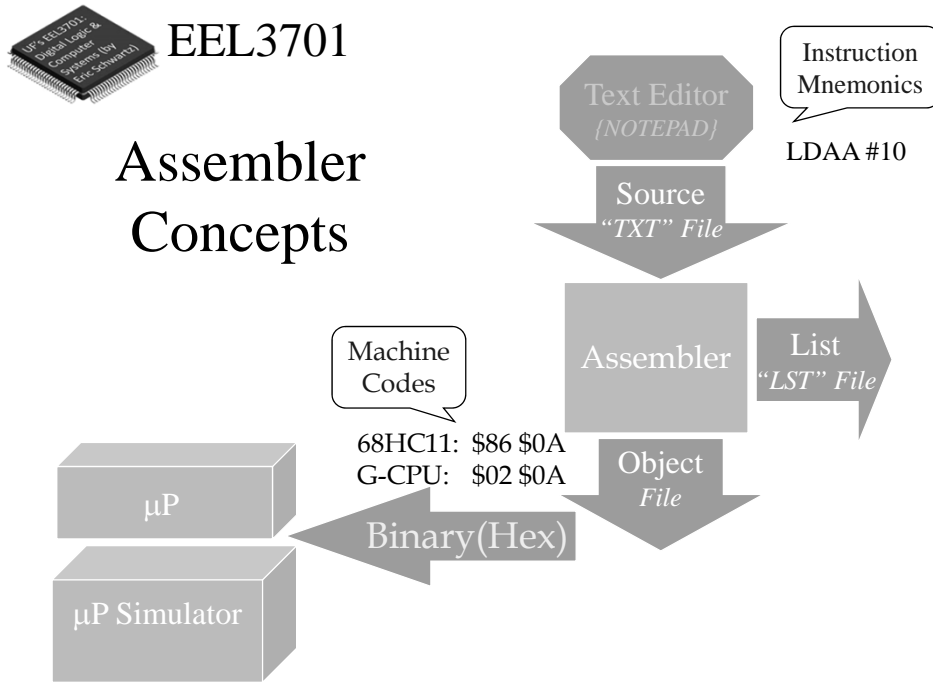 UF's EEL3701:
Digital Logic &
Computer
Systems (by
Eric Schwartz)
EEL3701
Assembler
Concepts
Text Editor
{NOTEPAD}
Instruction
Mnemonics
LDAA #10
Source
“TXT” File
Assembler
List
“LST” File
Machine
Codes
68HC11: $86 $0A
G-CPU: $02 $0A
Object
File
Binary(Hex)
µP
µP Simulator